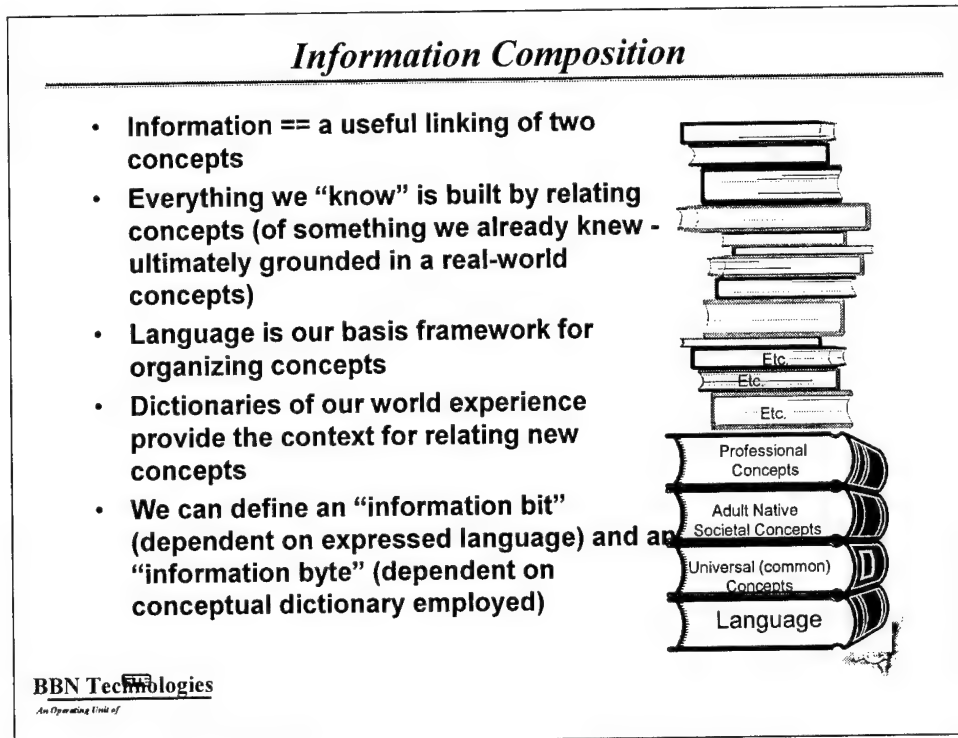 Information Composition
• Information == a useful linking of two
concepts
• Everything we “know” is built by relating
concepts (of something we already knew -
ultimately grounded in a real-world
concepts)
• Language is our basis framework for
organizing concepts
• Dictionaries of our world experience
provide the context for relating new
concepts
• We can define an “information bit”
(dependent on expressed language) and an
“information byte” (dependent on
conceptual dictionary employed)
Etc.
Etc.
Etc.
Professional
Concepts
Adult Native
Societal Concepts
Universal (common)
Concepts
Language
BBN Technologies
An Operating Unit of